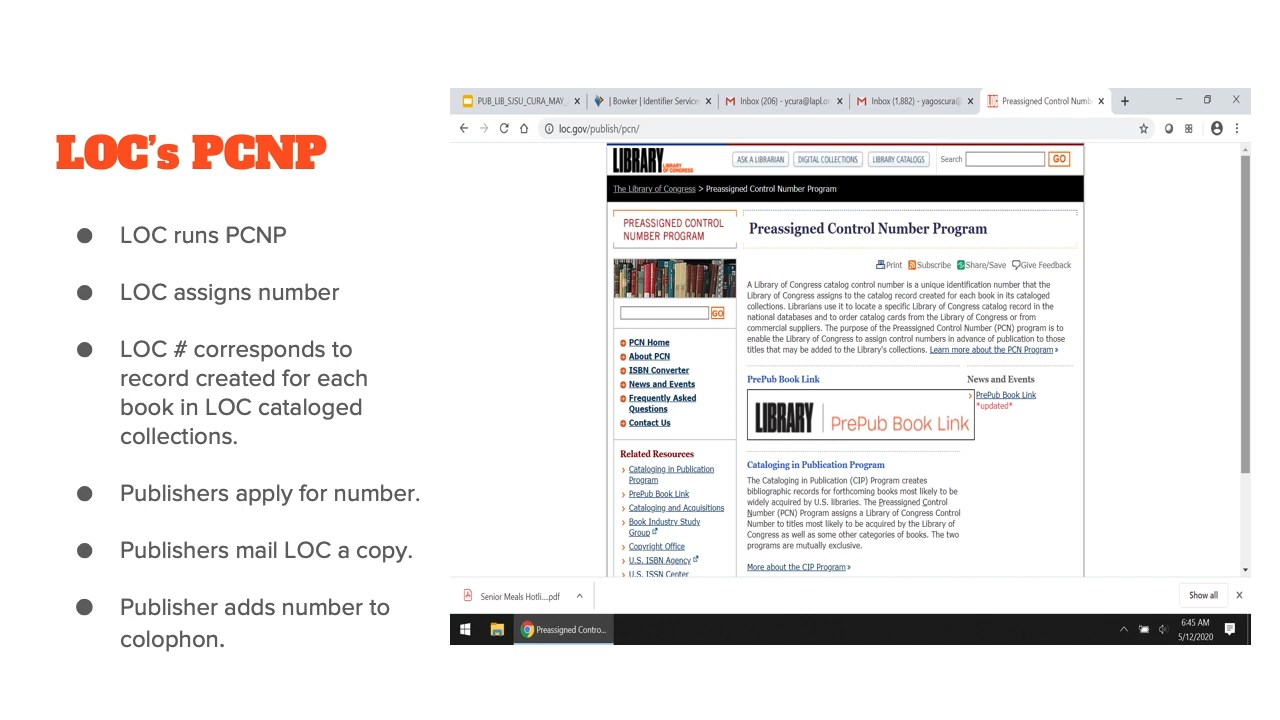 LOC's PCNP
● LOC runs PCNP
● LOC assigns number
● LOC # corresponds to
record created for each
book in LOC cataloged
collections.
● Publishers apply for number.
● Publishers mail LOC a copy.
● Publisher adds number to
colophon.
PUB_LIB_SJSU_CURA_MAY_
| Bowker | Identifier Service
Inbox (206) - ycura@lapl.o
Inbox (1,882) - yagoscura@
Preassigned Control Numb
loc.gov/publish/pcn/
LIBRARY LIBRARY OF CONGRESS
ASK A LIBRARIAN DIGITAL COLLECTIONS LIBRARY CATALOGS Search GO
The Library of Congress > Preassigned Control Number Program
PREASSIGNED CONTROL
NUMBER PROGRAM
GO
PCN Home
About PCN
ISBN Converter
News and Events
Frequently Asked
Questions
Contact Us
Related Resources
Cataloging in Publication
Program
PrePub Book Link
Cataloging and Acquisitions
Book Industry Study
Group
Copyright Office
U.S. ISBN Agency
U.S. ISSN Center
Preassigned Control Number Program
Print Subscribe Share/Save Give Feedback
A Library of Congress catalog control number is a unique identification number that the
Library of Congress assigns to the catalog record created for each book in its cataloged
collections. Librarians use it to locate a specific Library of Congress catalog record in the
national databases and to order catalog cards from the Library of Congress or from
commercial suppliers. The purpose of the Preassigned Control Number (PCN) program is to
enable the Library of Congress to assign control numbers in advance of publication to those
titles that may be added to the Library's collections. Learn more about the PCN Program »
PrePub Book Link
LIBRARY | PrePub Book Link
News and Events
PrePub Book Link
*updated*
Cataloging in Publication Program
The Cataloging in Publication (CIP) Program creates
bibliographic records for forthcoming books most likely to be
widely acquired by U.S. libraries. The Preassigned Control
Number (PCN) Program assigns a Library of Congress Control
Number to titles most likely to be acquired by the Library of
Congress as well as some other categories of books. The two
programs are mutually exclusive.
More about the CIP Program »
Senior Meals Hotli....pdf
Show all
Preassigned Contro...
6:45 AM
5/12/2020